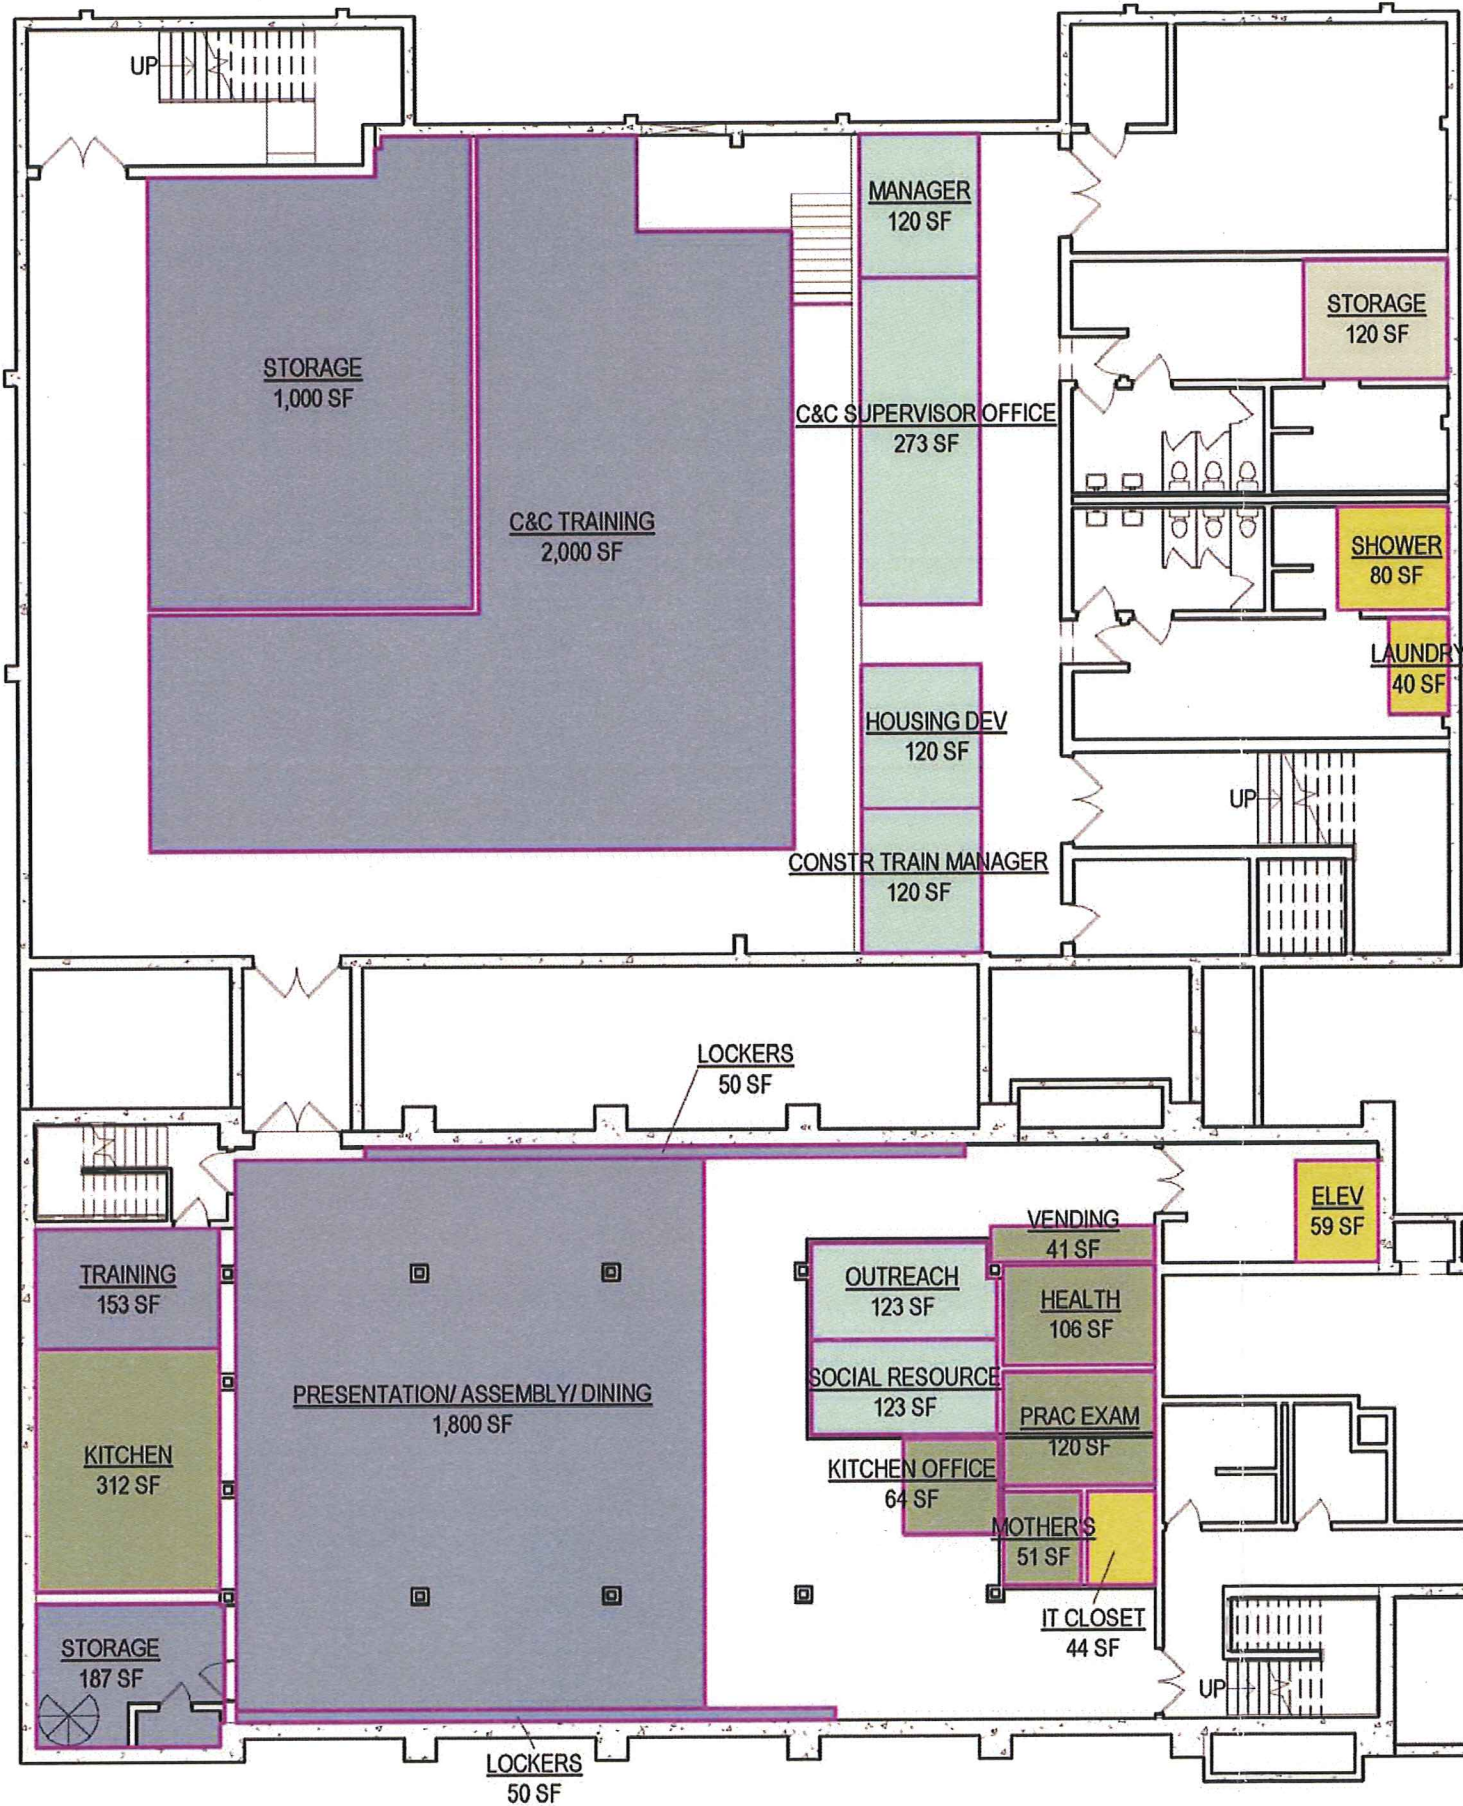 UP
MANAGER
120 SF
STORAGE
120 SF
STORAGE
1,000 SF
C&C SUPERVISOR OFFICE
273 SF
C&C TRAINING
2,000 SF
SHOWER
80 SF
LAUNDRY
40 SF
HOUSING DEV
120 SF
UP
CONSTR TRAIN MANAGER
120 SF
LOCKERS
50 SF
ELEV
59 SF
VENDING
41 SF
TRAINING
153 SF
OUTREACH
123 SF
HEALTH
106 SF
SOCIAL RESOURCE
123 SF
PRESENTATION/ ASSEMBLY/ DINING
1,800 SF
PRAC EXAM
120 SF
KITCHEN
312 SF
KITCHEN OFFICE
64 SF
MOTHER'S
51 SF
IT CLOSET
44 SF
STORAGE
187 SF
UP
LOCKERS
50 SF